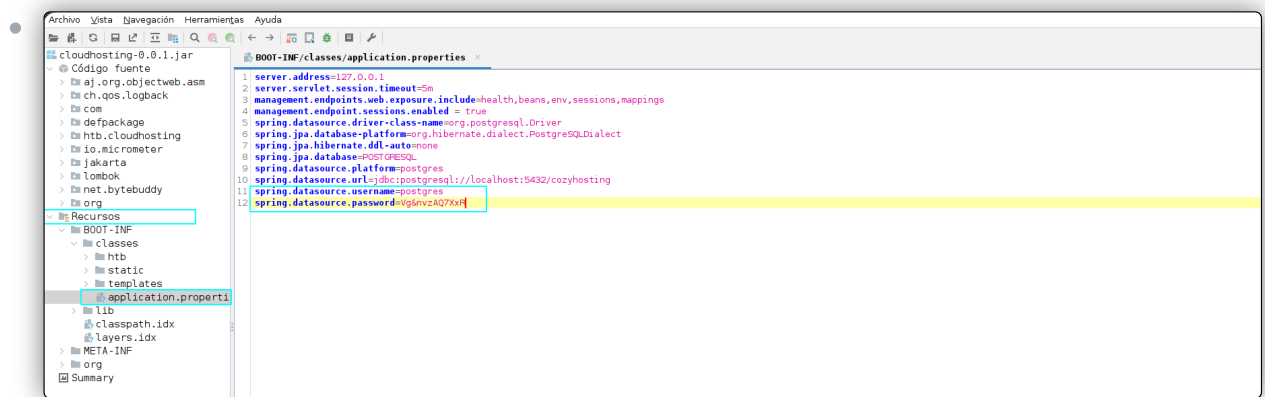 Archivo Vista Navegación Herramientas Ayuda
cloudhosting-0.0.1.jar
Código fuente
aj.org.objectweb.asm
ch.qos.logback
com
defpackage
htb.cloudhosting
io.micrometer
jakarta
lombok
net.bytebuddy
org
Recursos
BOOT-INF
classes
htb
static
templates
application.properti
lib
classpath.idx
layers.idx
META-INF
org
Summary
BOOT-INF/classes/application.properties ×
1 server.address=127.0.0.1
2 server.servlet.session.timeout=5m
3 management.endpoints.web.exposure.include=health,beans,env,sessions,mappings
4 management.endpoint.sessions.enabled = true
5 spring.datasource.driver-class-name=org.postgresql.Driver
6 spring.jpa.database-platform=org.hibernate.dialect.PostgreSQLDialect
7 spring.jpa.hibernate.ddl-auto=none
8 spring.jpa.database=POSTGRESQL
9 spring.datasource.platform=postgres
10 spring.datasource.url=jdbc:postgresql://localhost:5432/cozyhosting
11 spring.datasource.username=postgres
12 spring.datasource.password=Vg&nvzAQ7XxR